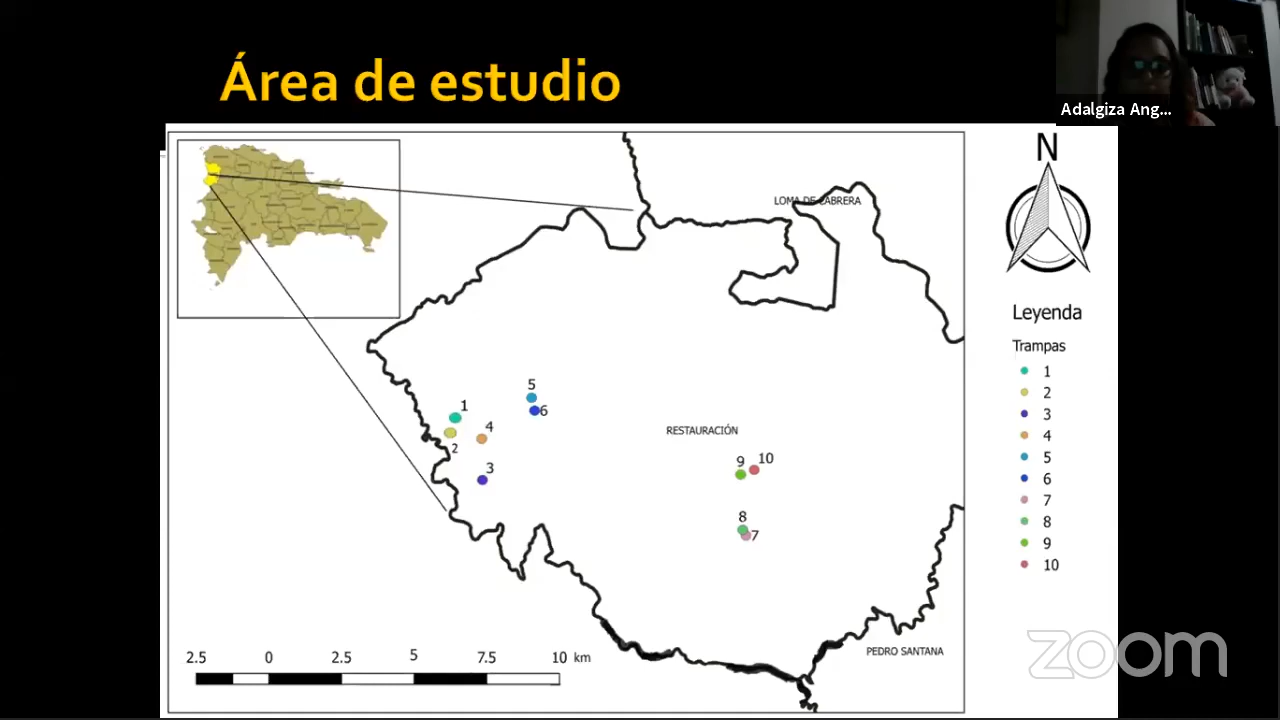 Área de estudio
Adalgiza Ang...
N
LOMA DE CABRERA
Leyenda
Trampas
1
2
3
4
5
6
7
8
9
10
1
2
3
4
5
6
RESTAURACIÓN
9
10
8
7
PEDRO SANTANA
2.5 0 2.5 5 7.5 10 km
zoom